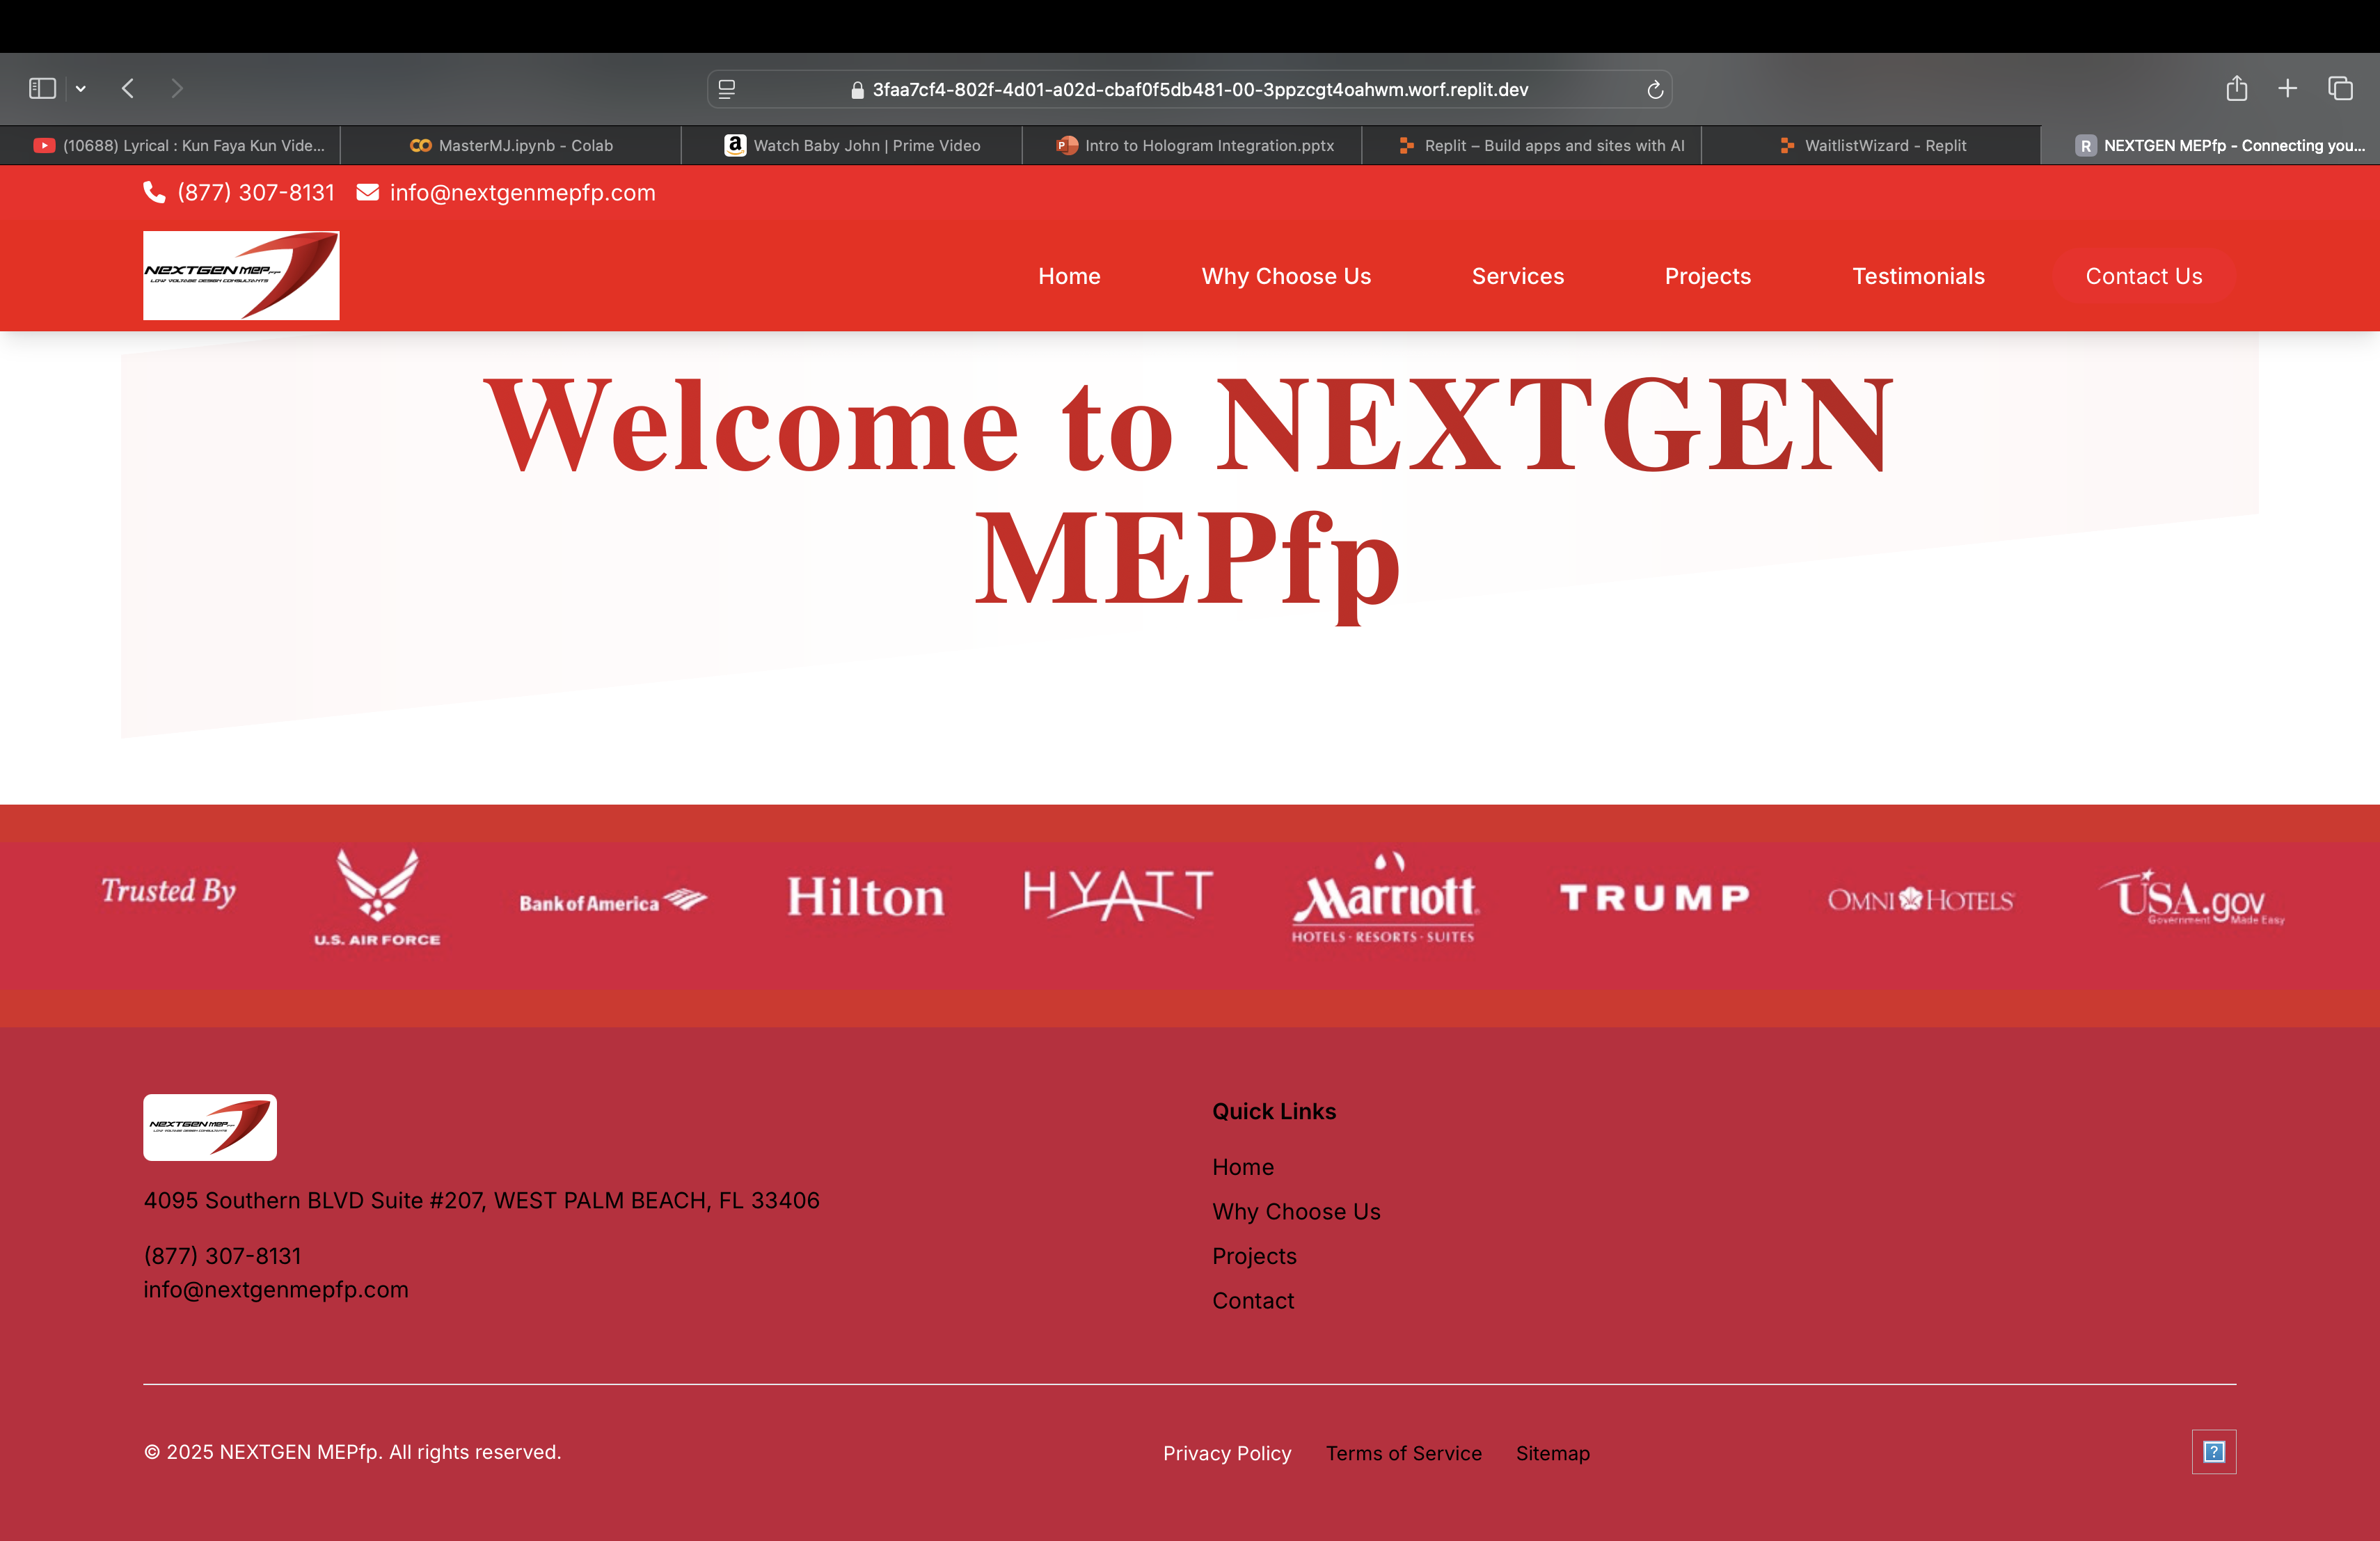 3faa7cf4-802f-4d01-a02d-cbaf0f5db481-00-3ppzcgt4oahwm.worf.replit.dev
(10688) Lyrical : Kun Faya Kun Vide...
MasterMJ.ipynb - Colab
Watch Baby John | Prime Video
Intro to Hologram Integration.pptx
Replit – Build apps and sites with AI
WaitlistWizard - Replit
R NEXTGEN MEPfp - Connecting you...
(877) 307-8131 info@nextgenmepfp.com
NEXTGEN MEPfp
LOW VOLTAGE DESIGN CONSULTANTS
Home Why Choose Us Services Projects Testimonials Contact Us
Welcome to NEXTGEN
MEPfp
Trusted By
U.S. AIR FORCE
Bank of America
Hilton
HYATT
Marriott
HOTELS · RESORTS · SUITES
TRUMP
OMNI HOTELS
USA.gov
Government Made Easy
NEXTGEN MEPfp
LOW VOLTAGE DESIGN CONSULTANTS
4095 Southern BLVD Suite #207, WEST PALM BEACH, FL 33406
(877) 307-8131
info@nextgenmepfp.com
Quick Links
Home
Why Choose Us
Projects
Contact
© 2025 NEXTGEN MEPfp. All rights reserved.
Privacy Policy Terms of Service Sitemap